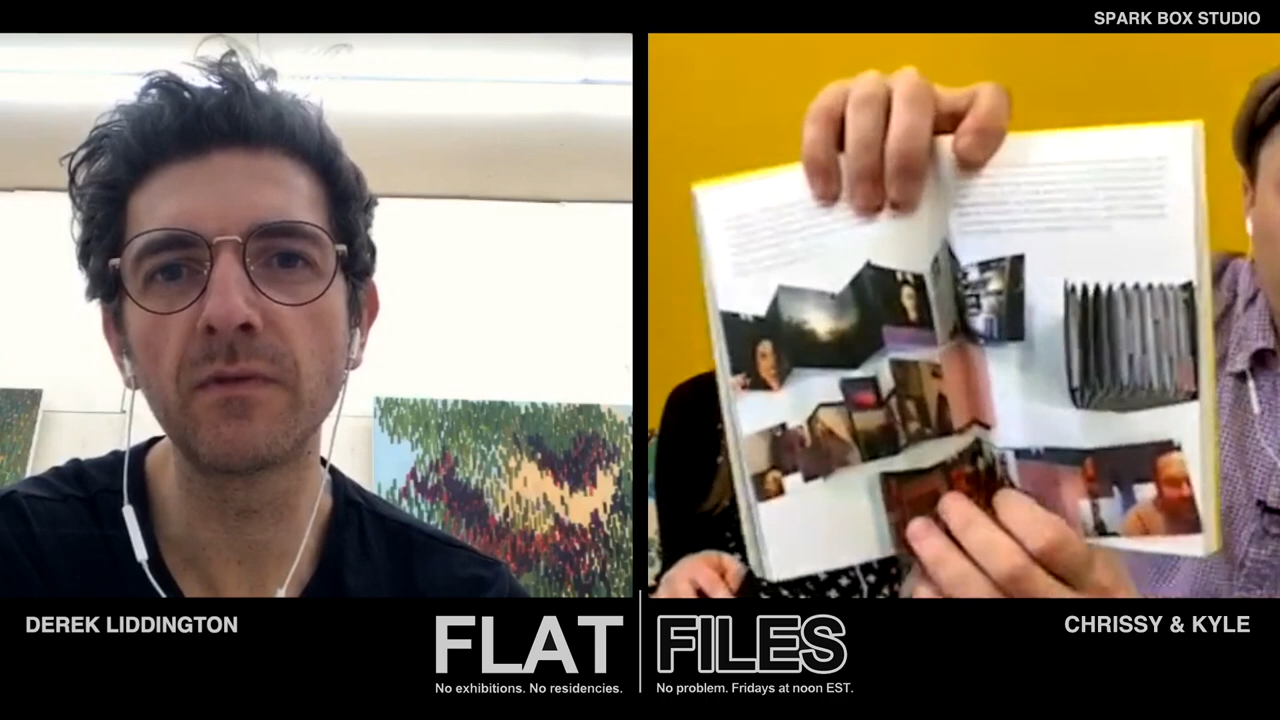 SPARK BOX STUDIO
DEREK LIDDINGTON
FLAT FILES
CHRISSY & KYLE
No exhibitions. No residencies.
No problem. Fridays at noon EST.